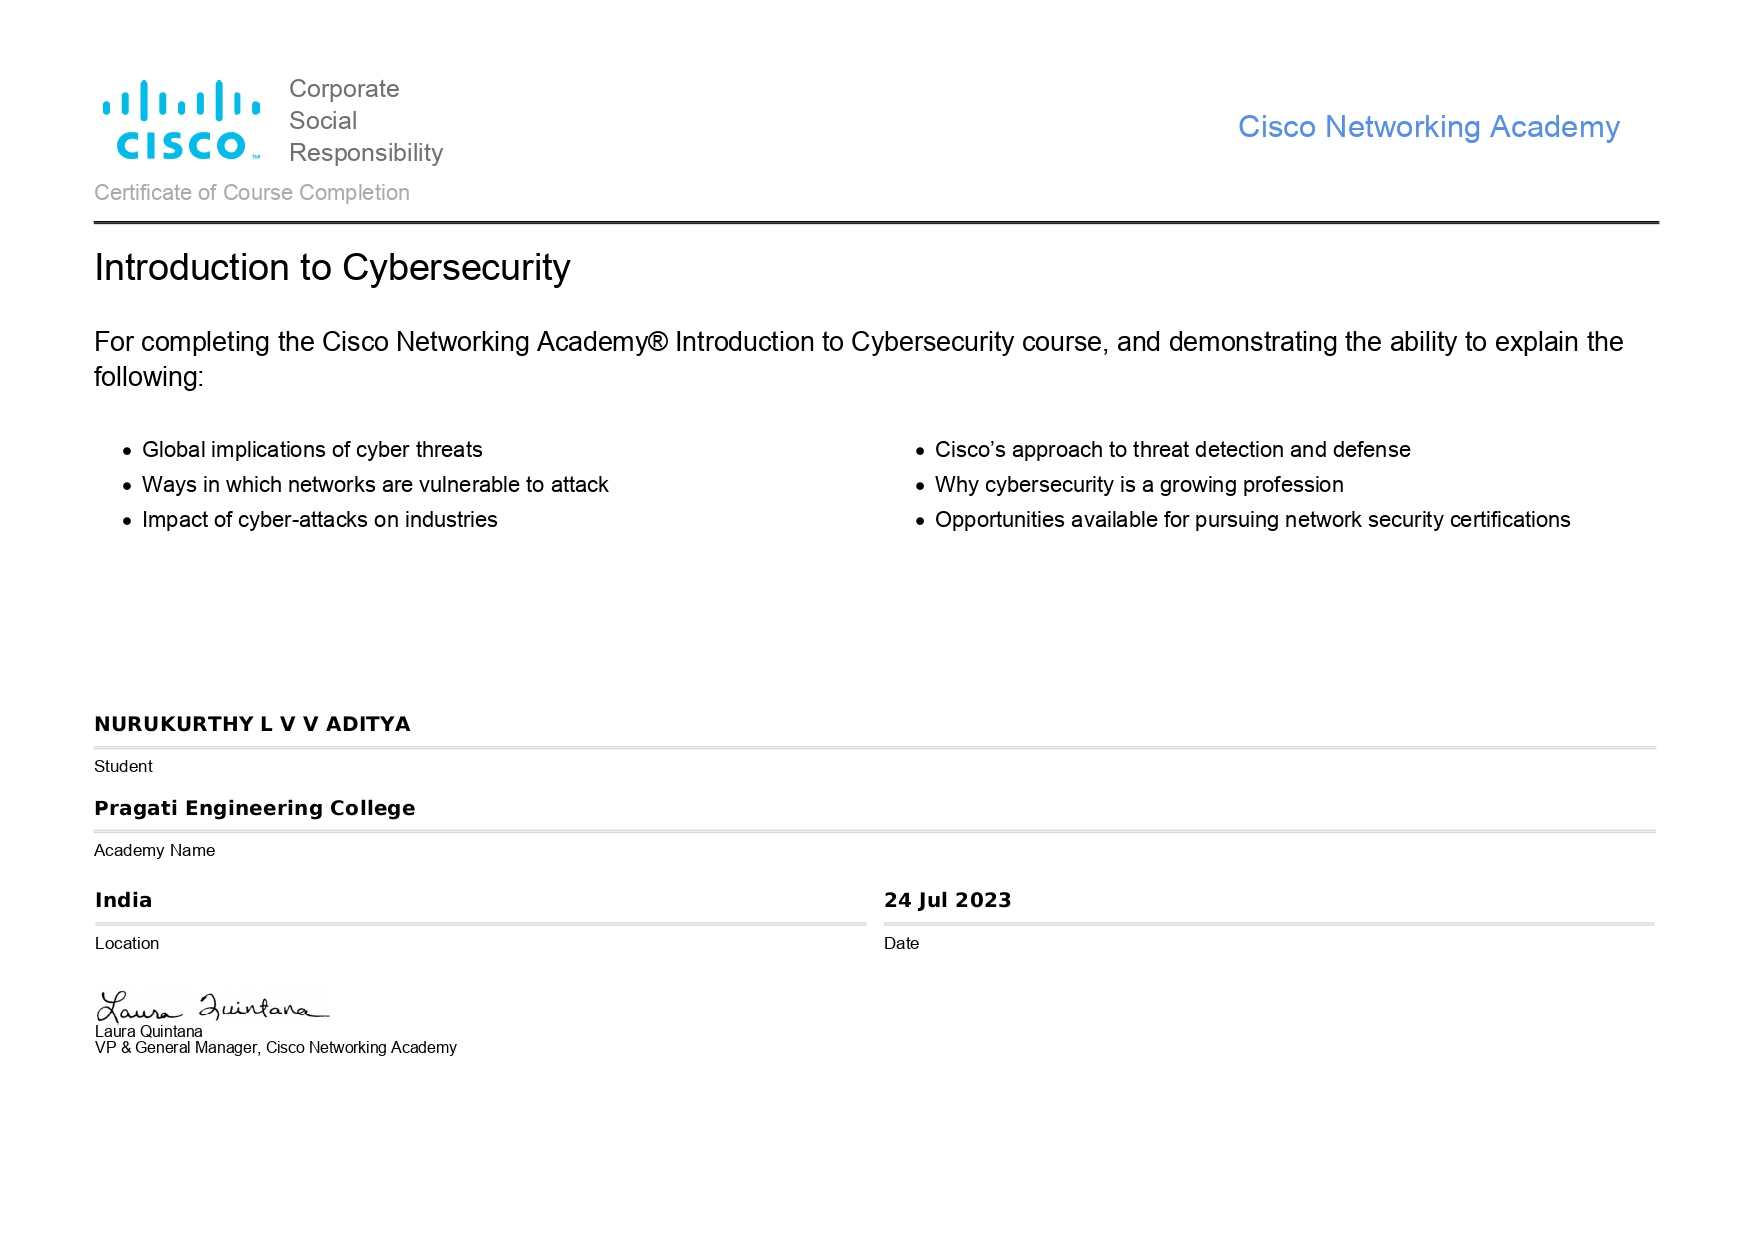 Corporate
Social
Responsibility
CISCO ™
Cisco Networking Academy
Certificate of Course Completion
Introduction to Cybersecurity
For completing the Cisco Networking Academy® Introduction to Cybersecurity course, and demonstrating the ability to explain the
following:
• Global implications of cyber threats
• Ways in which networks are vulnerable to attack
• Impact of cyber-attacks on industries
• Cisco’s approach to threat detection and defense
• Why cybersecurity is a growing profession
• Opportunities available for pursuing network security certifications
NURUKURTHY L V V ADITYA
Student
Pragati Engineering College
Academy Name
India
Location
24 Jul 2023
Date
Laura Quintana
Laura Quintana
VP & General Manager, Cisco Networking Academy